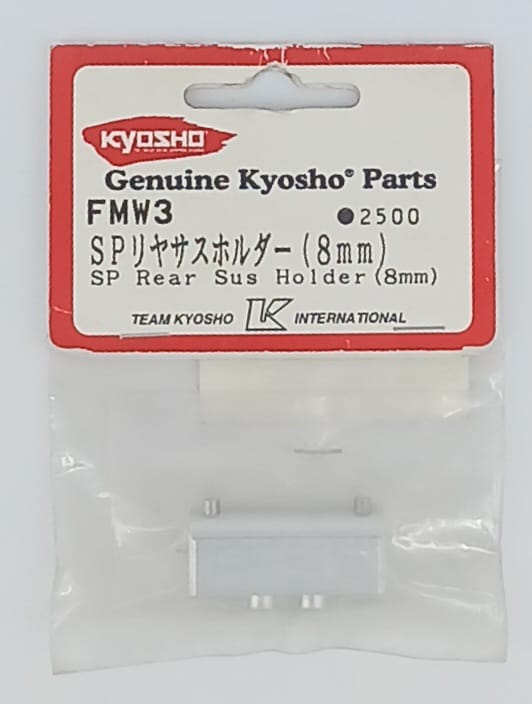 KYOSHO
Genuine Kyosho® Parts
FMW3 ●2500
SPリヤサスホルダー(8mm)
SP Rear Sus Holder(8mm)
TEAM KYOSHO K INTERNATIONAL